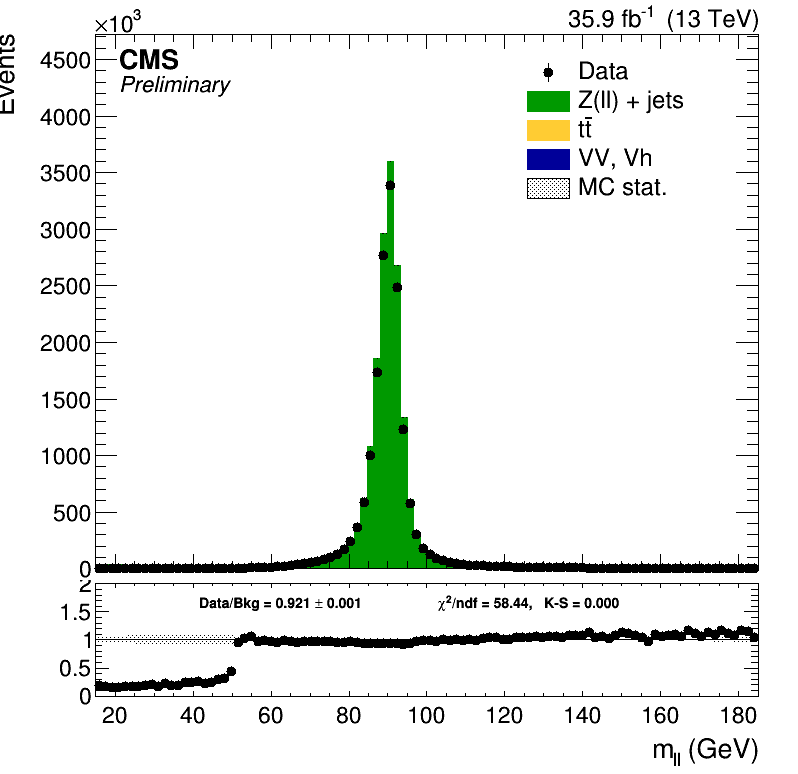 ×10³ 35.9 fb⁻¹ (13 TeV)
Events
CMS
Preliminary
Data
Z(ll) + jets
tt̄
VV, Vh
MC stat.
4500
4000
3500
3000
2500
2000
1500
1000
500
0
2
1.5
1
0.5
0
Data/Bkg = 0.921 ± 0.001 χ²/ndf = 58.44, K-S = 0.000
20 40 60 80 100 120 140 160 180
m_ll (GeV)